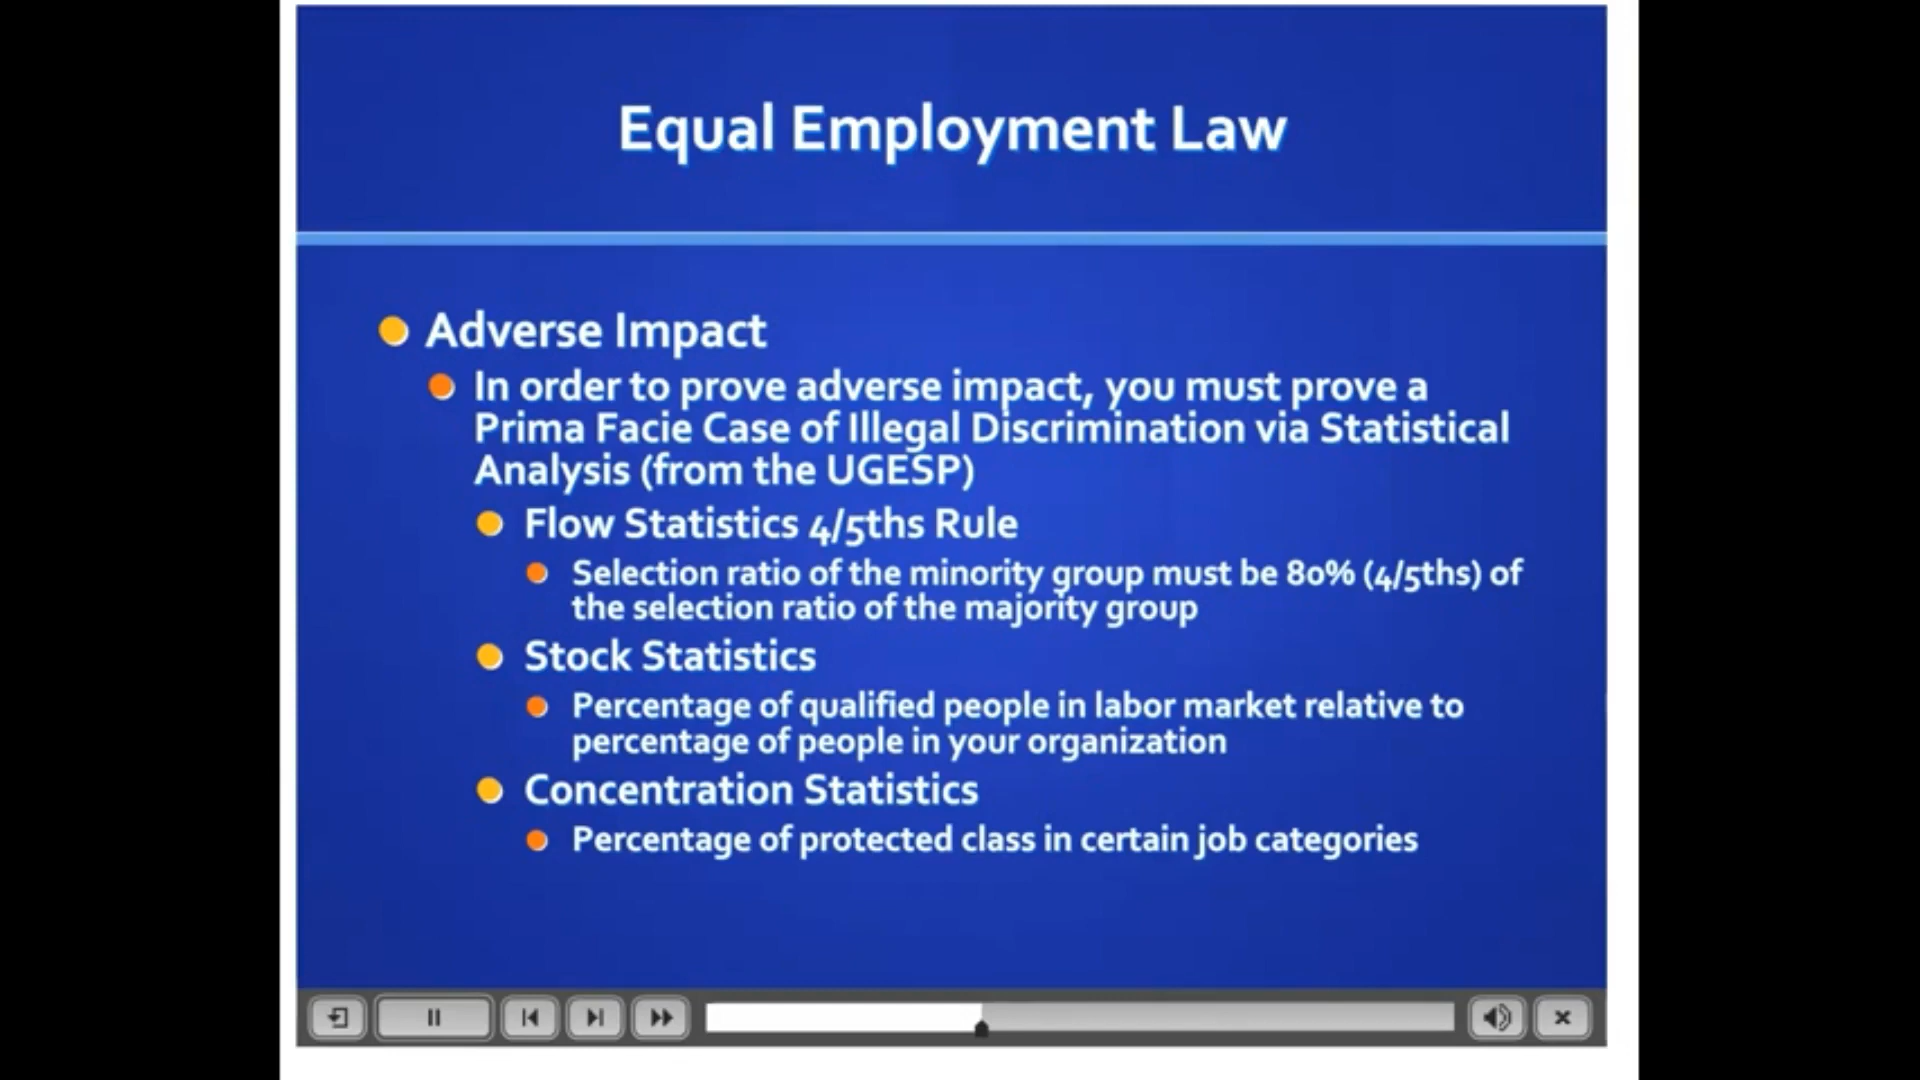 Equal Employment Law
Adverse Impact
In order to prove adverse impact, you must prove a
Prima Facie Case of Illegal Discrimination via Statistical
Analysis (from the UGESP)
Flow Statistics 4/5ths Rule
Selection ratio of the minority group must be 80% (4/5ths) of
the selection ratio of the majority group
Stock Statistics
Percentage of qualified people in labor market relative to
percentage of people in your organization
Concentration Statistics
Percentage of protected class in certain job categories